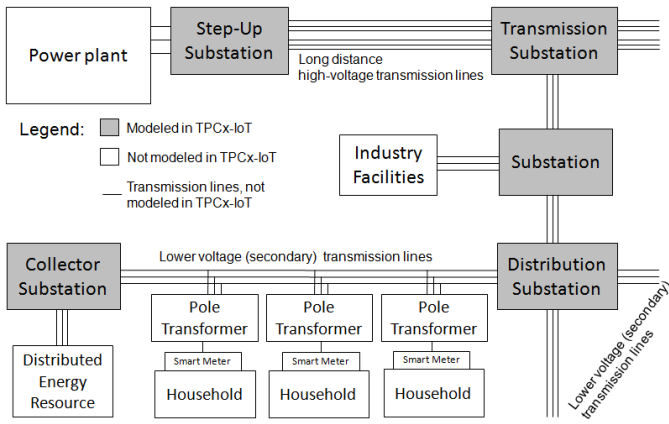 Power plant
Step-Up
Substation
Long distance
high-voltage transmission lines
Transmission
Substation
Legend:
Modeled in TPCx-IoT
Not modeled in TPCx-IoT
Transmission lines, not
modeled in TPCx-IoT
Industry
Facilities
Substation
Collector
Substation
Lower voltage (secondary) transmission lines
Distribution
Substation
Pole
Transformer
Pole
Transformer
Pole
Transformer
Smart Meter
Smart Meter
Smart Meter
Household
Household
Household
Distributed
Energy
Resource
Lower voltage (secondary)
transmission lines